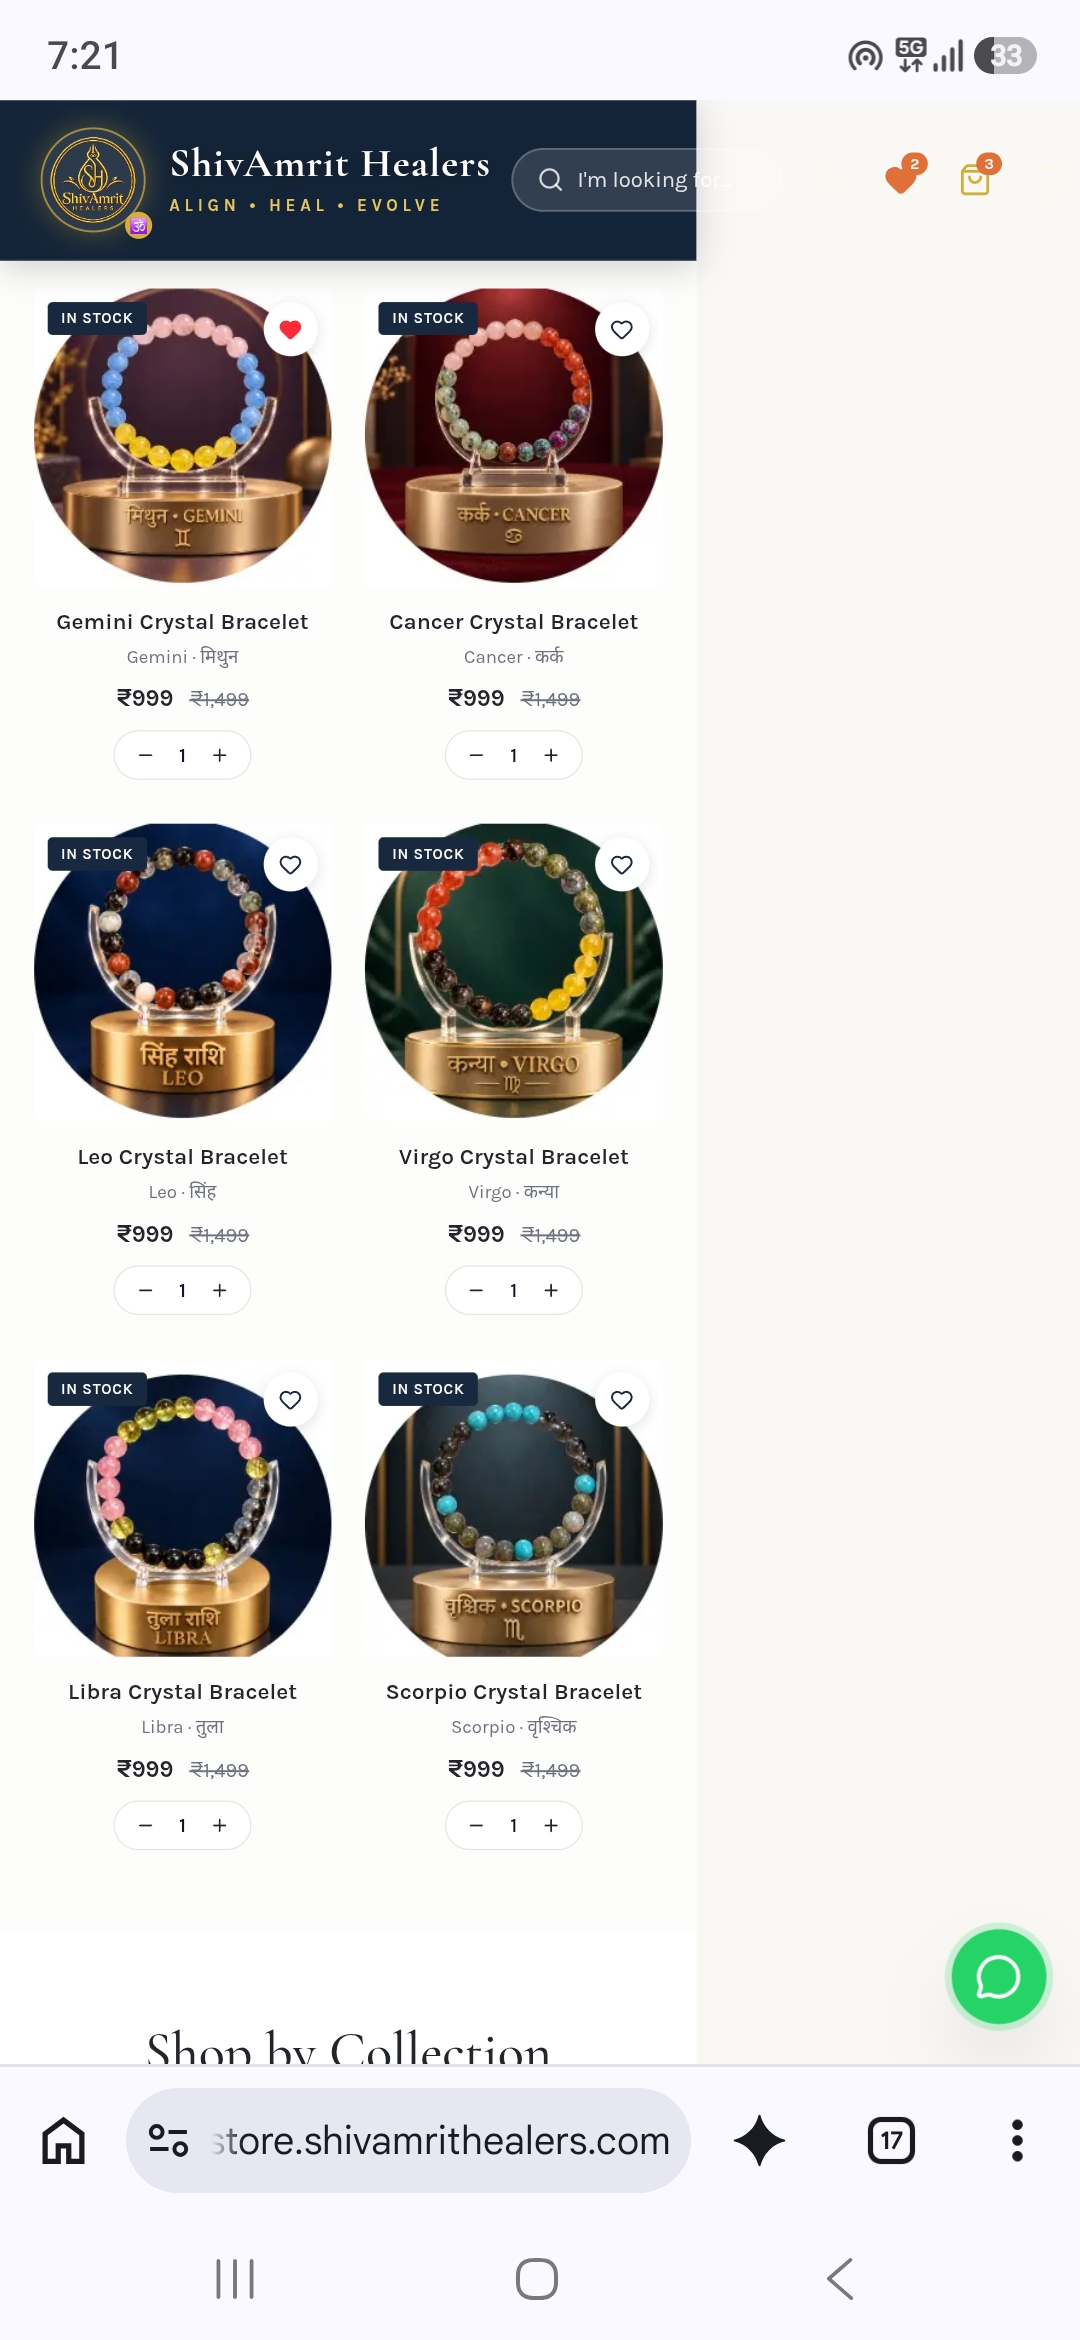 7:21
5G
33
ShivAmrit Healers
ALIGN • HEAL • EVOLVE
ShivAmrit
HEALERS
I'm looking for...
2
3
IN STOCK
IN STOCK
मिथुन • GEMINI
कर्क • CANCER
Gemini Crystal Bracelet
Cancer Crystal Bracelet
Gemini · मिथुन
Cancer · कर्क
₹999 ₹1,499
₹999 ₹1,499
− 1 +
− 1 +
IN STOCK
IN STOCK
सिंह राशि
LEO
कन्या • VIRGO
Leo Crystal Bracelet
Virgo Crystal Bracelet
Leo · सिंह
Virgo · कन्या
₹999 ₹1,499
₹999 ₹1,499
− 1 +
− 1 +
IN STOCK
IN STOCK
तुला राशि
LIBRA
वृश्चिक • SCORPIO
Libra Crystal Bracelet
Scorpio Crystal Bracelet
Libra · तुला
Scorpio · वृश्चिक
₹999 ₹1,499
₹999 ₹1,499
− 1 +
− 1 +
Shop by Collection
store.shivamrithealers.com
17